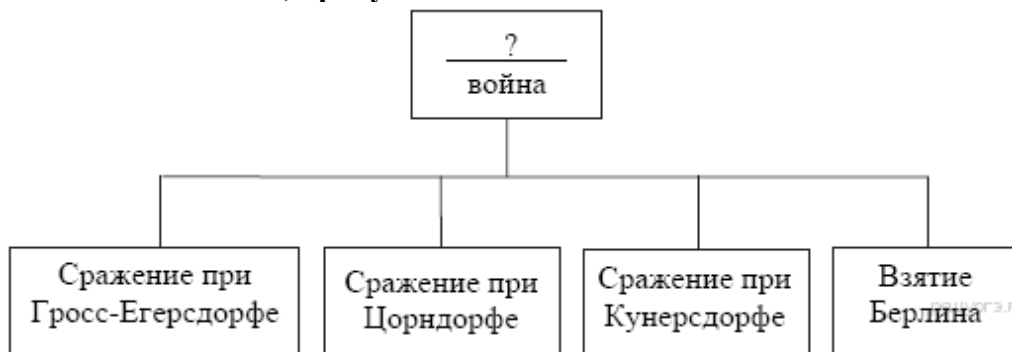 ?
война
Сражение при
Гросс-Егерсдорфе
Сражение при
Цорндорфе
Сражение при
Кунерсдорфе
Взятие
Берлина